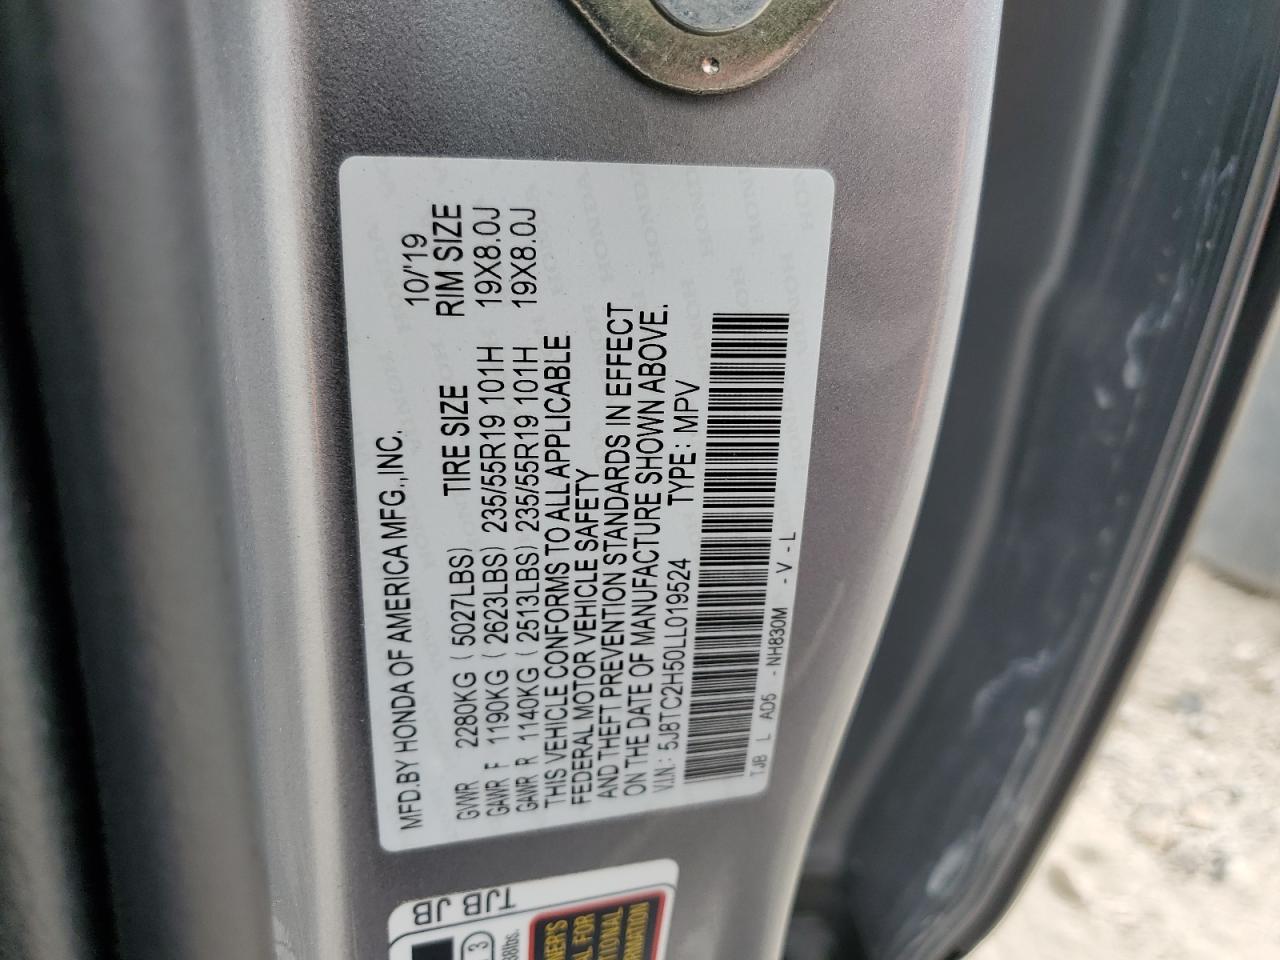 MFD.BY HONDA OF AMERICA MFG.,INC. 10/'19
TIRE SIZE RIM SIZE
GVWR 2280KG ( 5027LBS)
GAWR F 1190KG ( 2623LBS) 235/55R19 101H 19X8.0J
GAWR R 1140KG ( 2513LBS) 235/55R19 101H 19X8.0J
THIS VEHICLE CONFORMS TO ALL APPLICABLE
FEDERAL MOTOR VEHICLE SAFETY
AND THEFT PREVENTION STANDARDS IN EFFECT
ON THE DATE OF MANUFACTURE SHOWN ABOVE.
V.I.N: 5J8TC2H50LL019524 TYPE: MPV
TJB L AD5 -NH830M -V-L
TJB JB